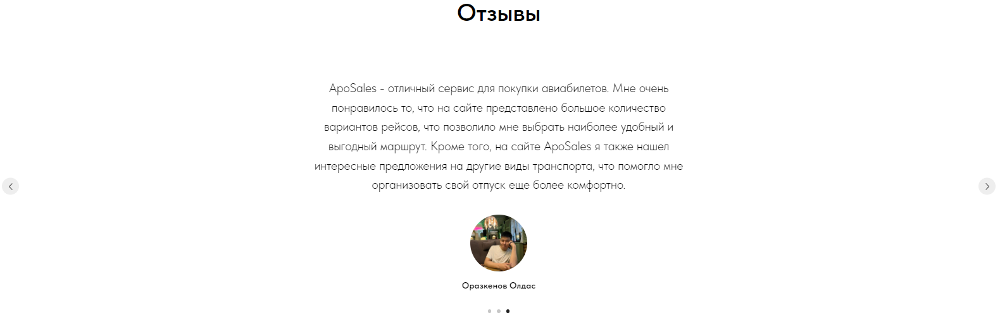 Отзывы
ApoSales - отличный сервис для покупки авиабилетов. Мне очень
понравилось то, что на сайте представлено большое количество
вариантов рейсов, что позволило мне выбрать наиболее удобный и
выгодный маршрут. Кроме того, на сайте ApoSales я также нашел
интересные предложения на другие виды транспорта, что помогло мне
организовать свой отпуск еще более комфортно.
Оразкенов Олдас